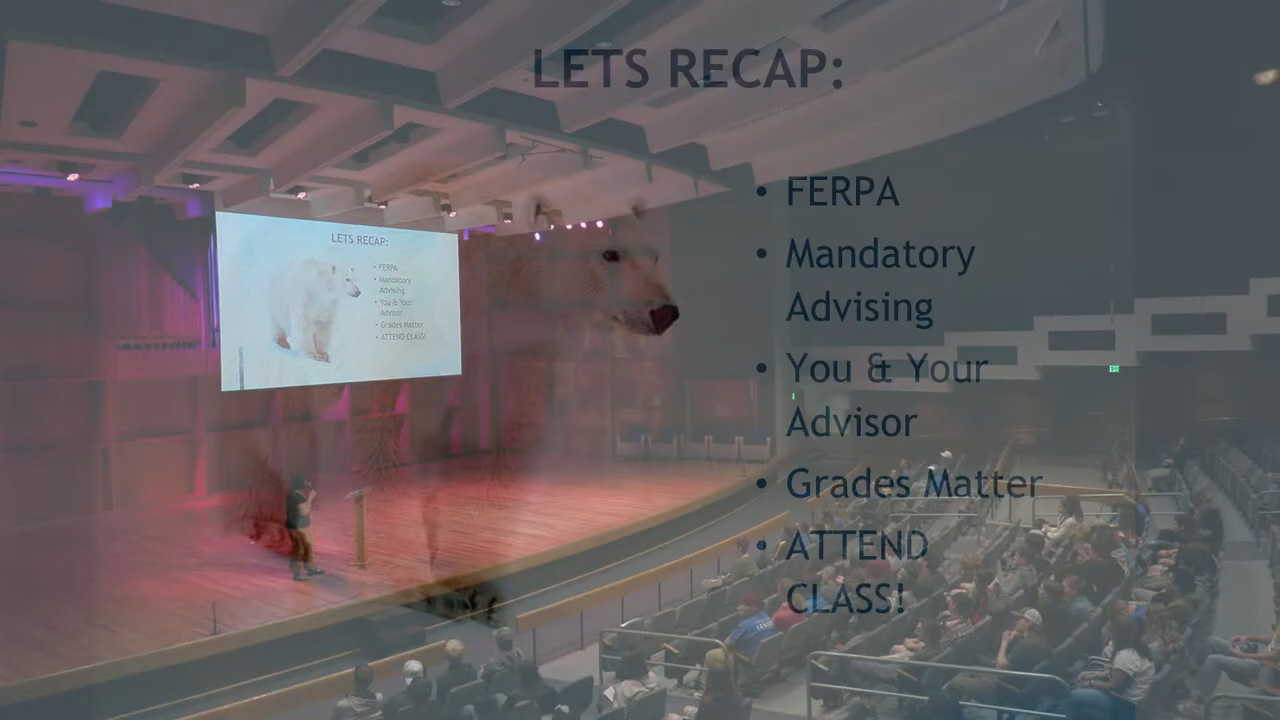 LETS RECAP:
• FERPA
• Mandatory
Advising
• You & Your
Advisor
• Grades Matter
• ATTEND
CLASS!
LETS RECAP:
• FERPA
• Mandatory
Advising
• You & Your
Advisor
• Grades Matter
• ATTEND CLASS!